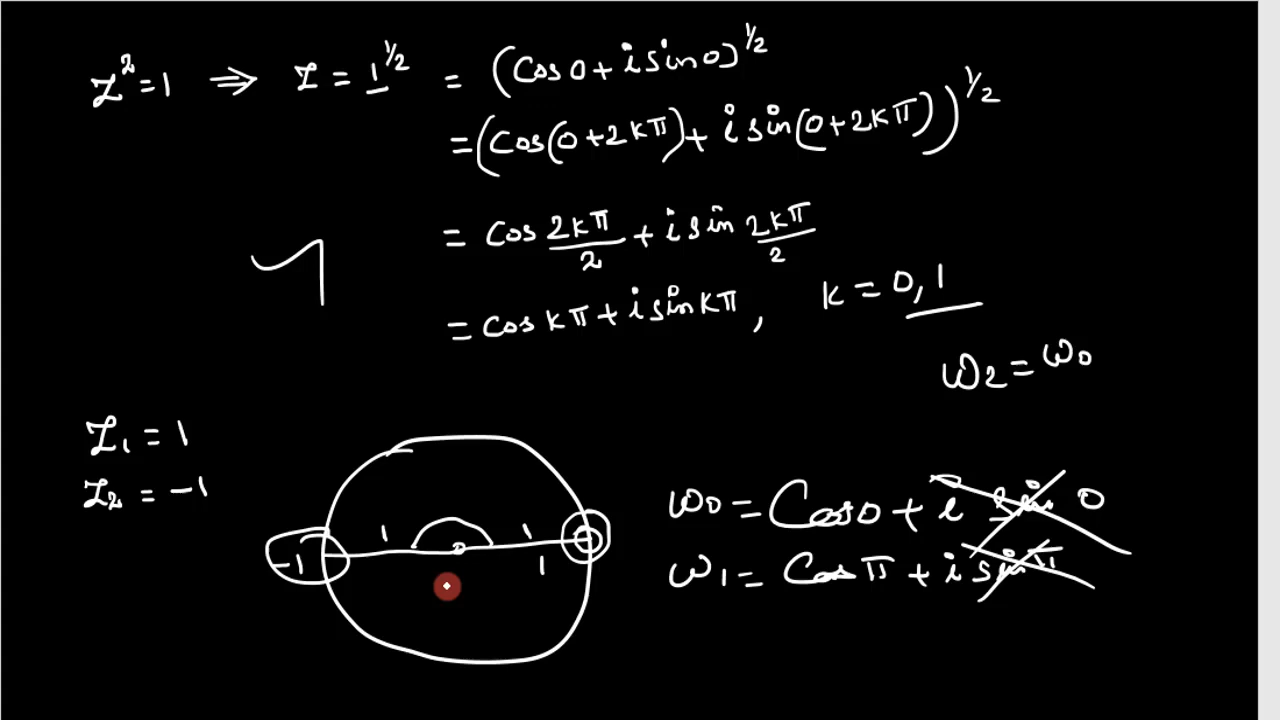 z² = 1 ⇒ z = 1^1/2 = (cos 0 + i sin 0)^1/2
= (cos(0 + 2kπ) + i sin(0 + 2kπ))^1/2
= cos 2kπ/2 + i sin 2kπ/2
= cos kπ + i sin kπ, k = 0, 1
ω2 = ω0
z1 = 1
z2 = -1
-1 1 1 1
ω0 = Cos 0 + i sin 0
ω1 = Cos π + i sin π